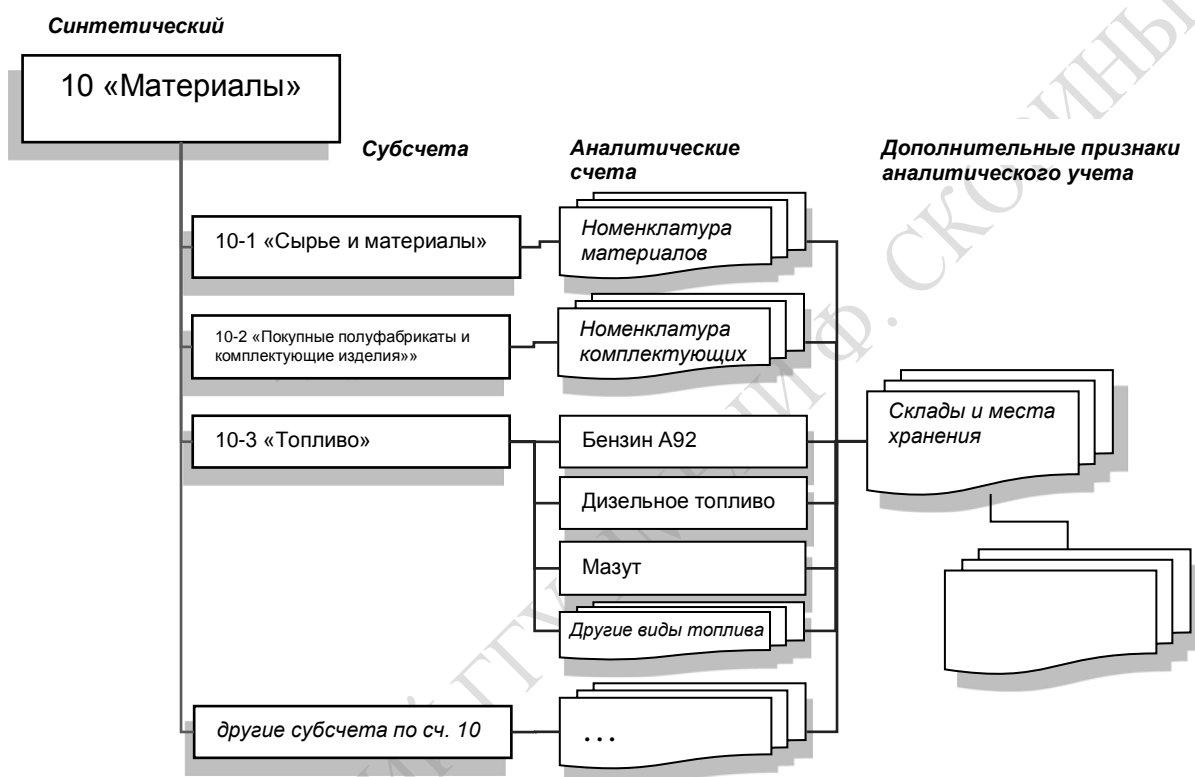 Синтетический
10 «Материалы»
Субсчета
Аналитические
счета
Дополнительные признаки
аналитического учета
10-1 «Сырье и материалы»
Номенклатура
материалов
10-2 «Покупные полуфабрикаты и
комплектующие изделия»»
Номенклатура
комплектующих
Склады и места
хранения
10-3 «Топливо»
Бензин А92
Дизельное топливо
Мазут
Другие виды топлива
другие субсчета по сч. 10
...